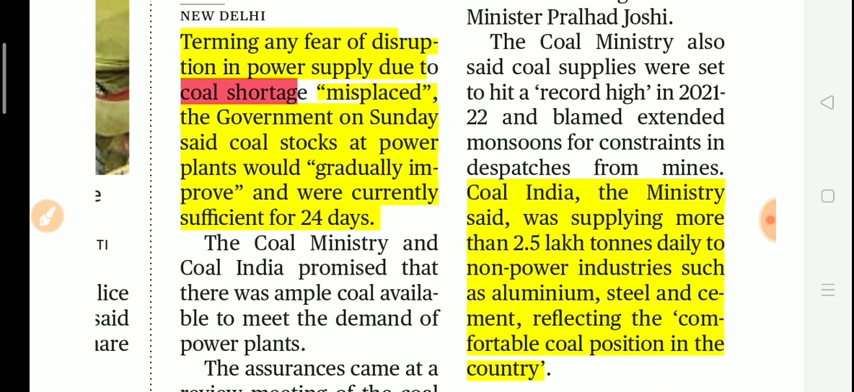 e
TI
lice
said
nare
NEW DELHI
Terming any fear of disrup-
tion in power supply due to
coal shortage “misplaced”,
the Government on Sunday
said coal stocks at power
plants would “gradually im-
prove” and were currently
sufficient for 24 days.
The Coal Ministry and
Coal India promised that
there was ample coal availa-
ble to meet the demand of
power plants.
The assurances came at a
review meeting of the coal
Minister Pralhad Joshi.
The Coal Ministry also
said coal supplies were set
to hit a ‘record high’ in 2021-
22 and blamed extended
monsoons for constraints in
despatches from mines.
Coal India, the Ministry
said, was supplying more
than 2.5 lakh tonnes daily to
non-power industries such
as aluminium, steel and ce-
ment, reflecting the ‘com-
fortable coal position in the
country’.